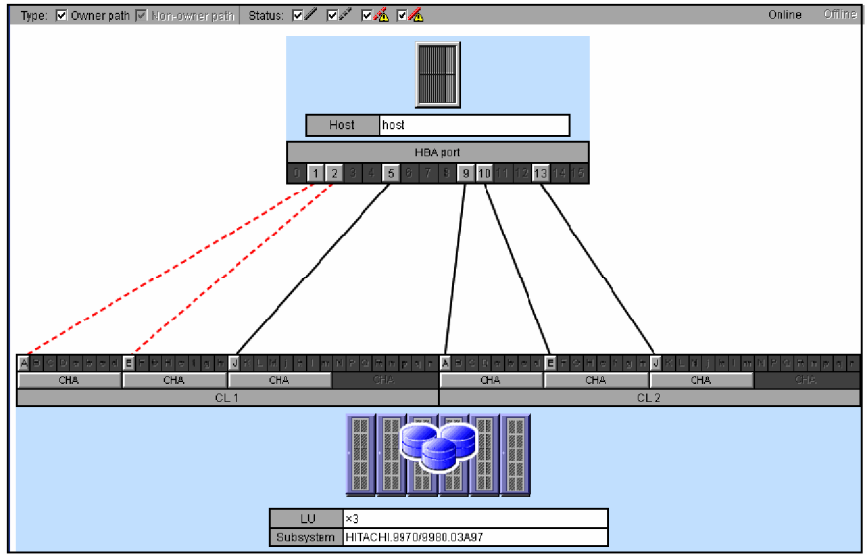 Type: Owner path Non-owner path Status: Online Offline
Host host
HBA port
0 1 2 3 4 5 6 7 8 9 10 11 12 13 14 15
A E J A E J
CHA CHA CHA CHA CHA CHA CHA CHA
CL 1 CL 2
LU ×3
Subsystem HITACHI.9970/9980.03A97